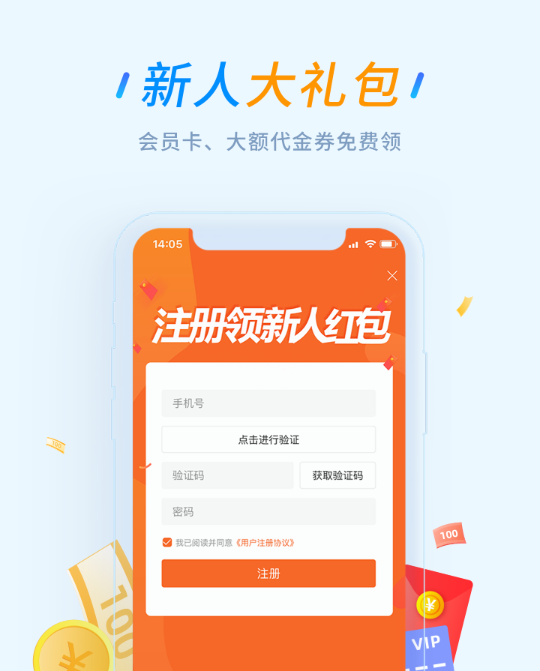 新人大礼包
会员卡、大额代金券免费领
14:05
注册领新人红包
手机号
点击进行验证
验证码
获取验证码
密码
我已阅读并同意《用户注册协议》
注册
100
100
¥
¥
VIP